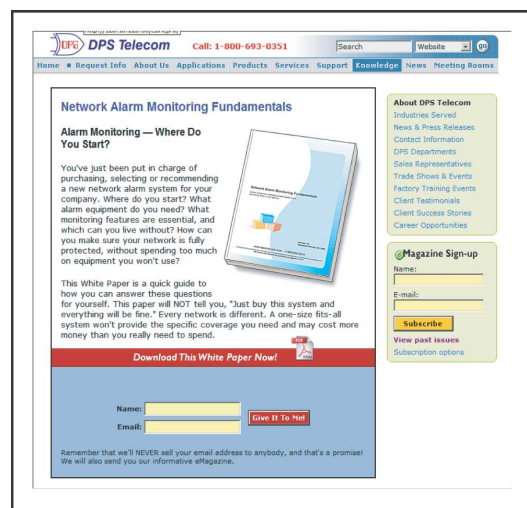 DPS DPS Telecom
Call: 1-800-693-0351
Search
Website
go
Home Request Info About Us Applications Products Services Support Knowledge News Meeting Rooms
Network Alarm Monitoring Fundamentals
Alarm Monitoring — Where Do
You Start?
You've just been put in charge of
purchasing, selecting or recommending
a new network alarm system for your
company. Where do you start? What
alarm equipment do you need? What
monitoring features are essential, and
which can you live without? How can
you make sure your network is fully
protected, without spending too much
on equipment you won't use?
Network Alarm Monitoring Fundamentals
This White Paper is a quick guide to
how you can answer these questions
for yourself. This paper will NOT tell you, "Just buy this system and
everything will be fine." Every network is different. A one-size fits-all
system won't provide the specific coverage you need and may cost more
money than you really need to spend.
Download This White Paper Now!
PDF
Name:
Email:
Give It To Me!
Remember that we'll NEVER sell your email address to anybody, and that's a promise!
We will also send you our informative eMagazine.
About DPS Telecom
Industries Served
News & Press Releases
Contact Information
DPS Departments
Sales Representatives
Trade Shows & Events
Factory Training Events
Client Testimonials
Client Success Stories
Career Opportunities
@Magazine Sign-up
Name:
E-mail:
Subscribe
View past issues
Subscription options